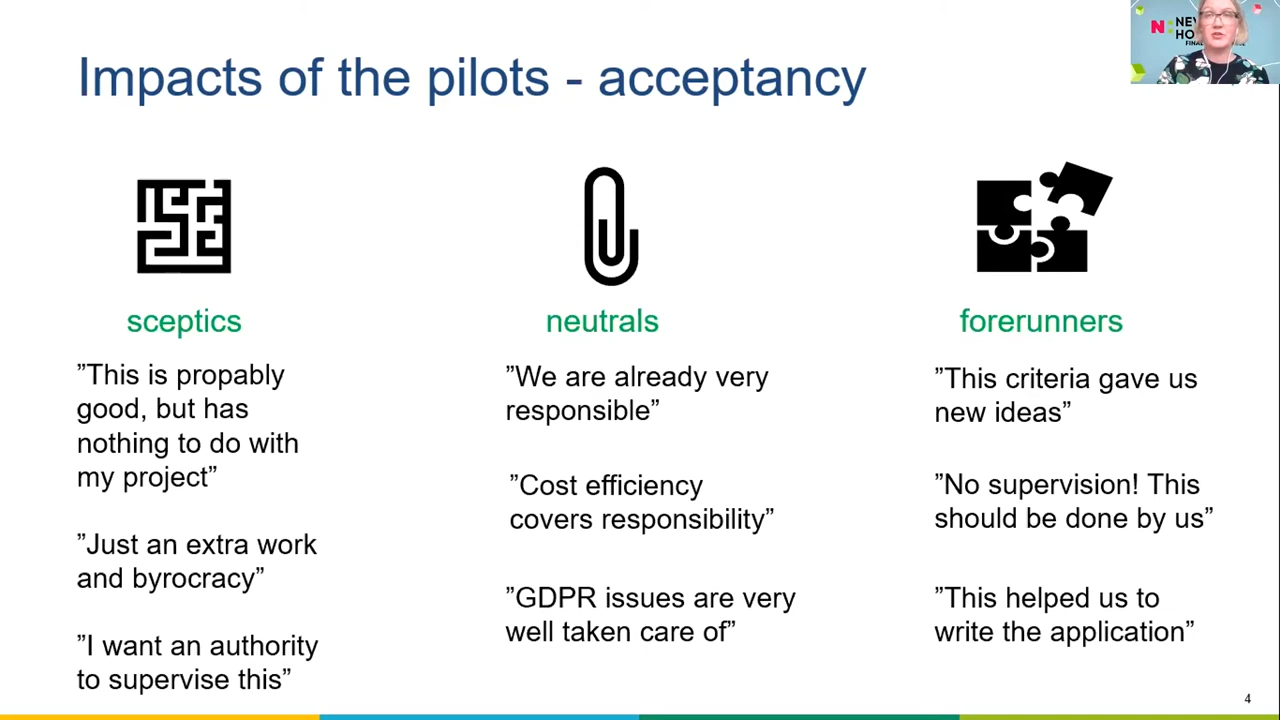 Impacts of the pilots - acceptancy
N:
sceptics
”This is propably
good, but has
nothing to do with
my project”
”Just an extra work
and byrocracy”
”I want an authority
to supervise this”
neutrals
”We are already very
responsible”
”Cost efficiency
covers responsibility”
”GDPR issues are very
well taken care of”
forerunners
”This criteria gave us
new ideas”
”No supervision! This
should be done by us”
”This helped us to
write the application”
4